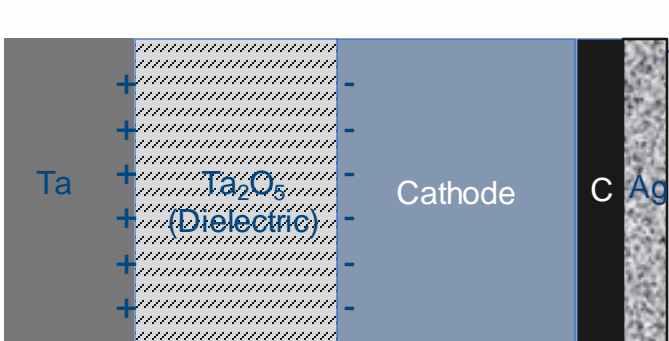 Ta
Ta₂O₅
(Dielectric)
Cathode
C
Ag
+
+
+
+
+
+
-
-
-
-
-
-